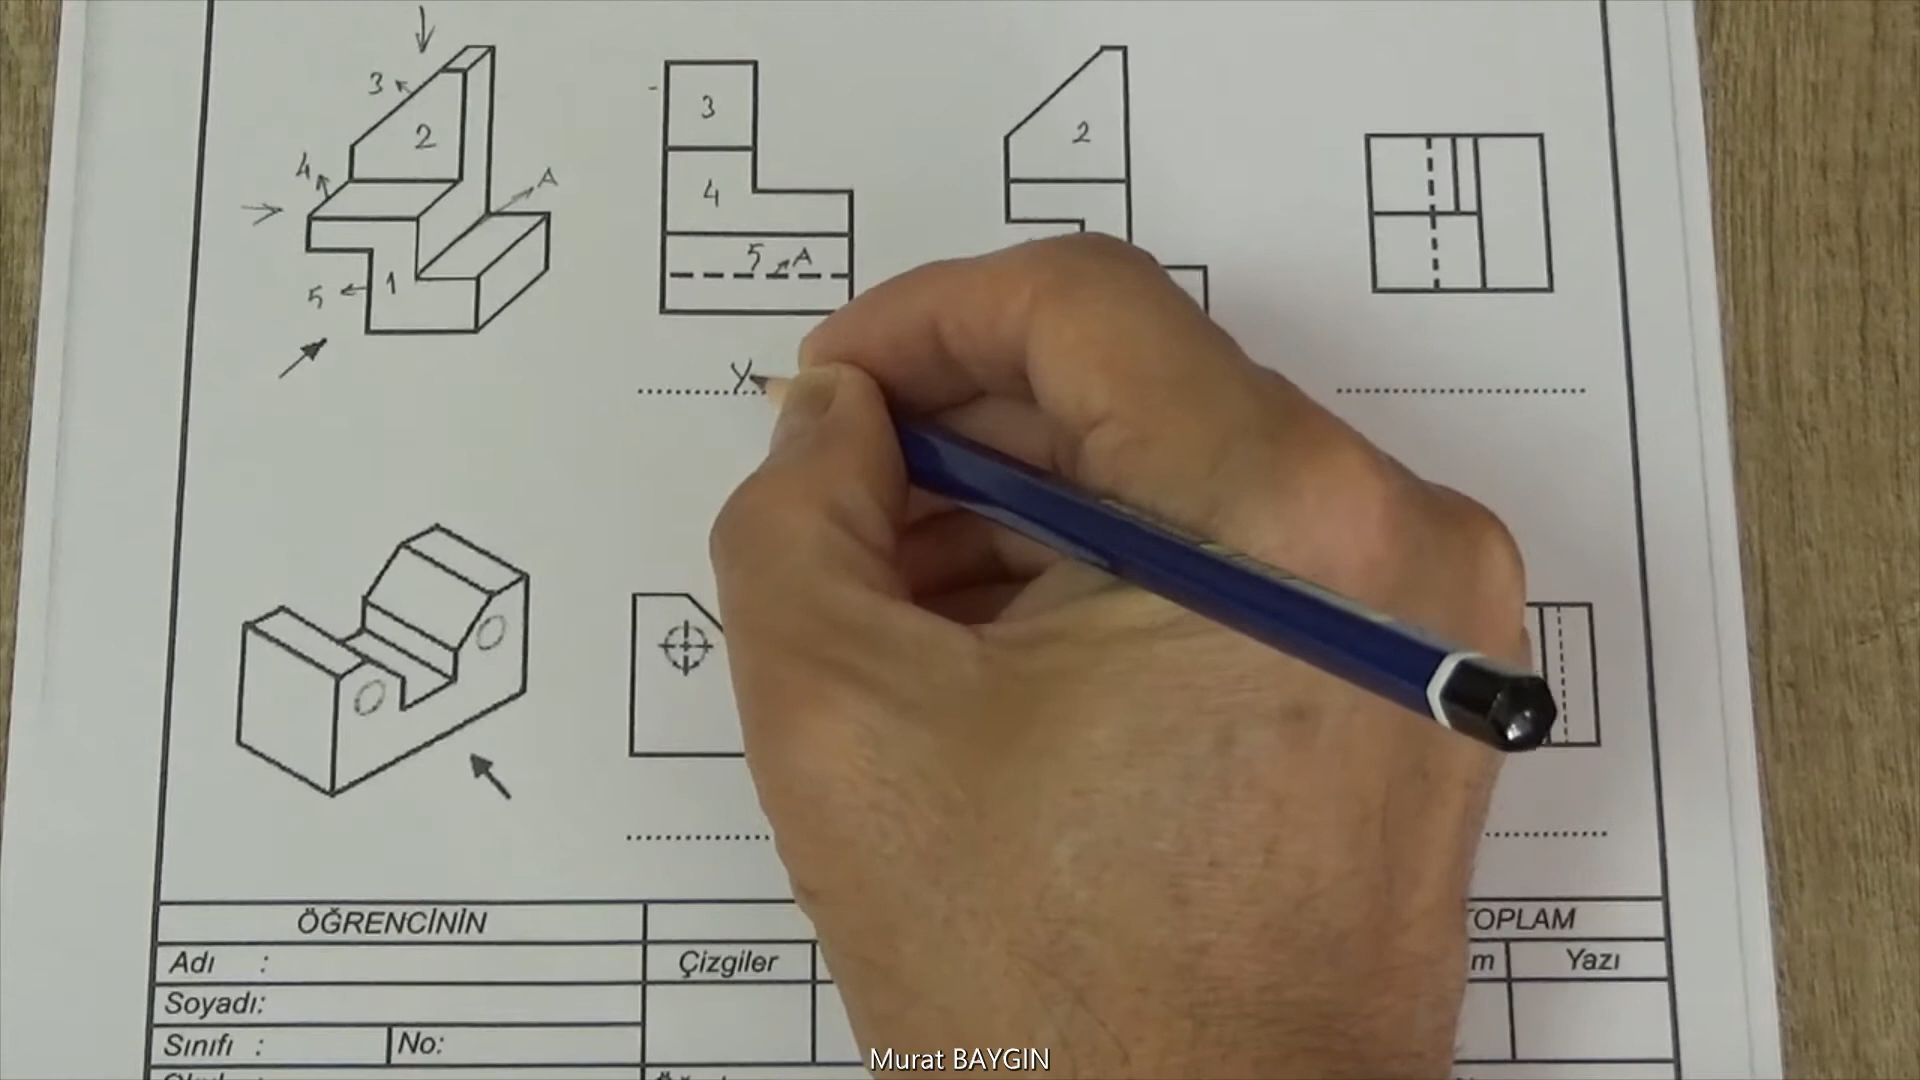 3
2
4
A
1
5
3
4
5 A
2
Y
ÖĞRENCİNİN
TOPLAM
Adı :
Çizgiler
m
Yazı
Soyadı:
Sınıfı :
No:
Murat BAYGIN